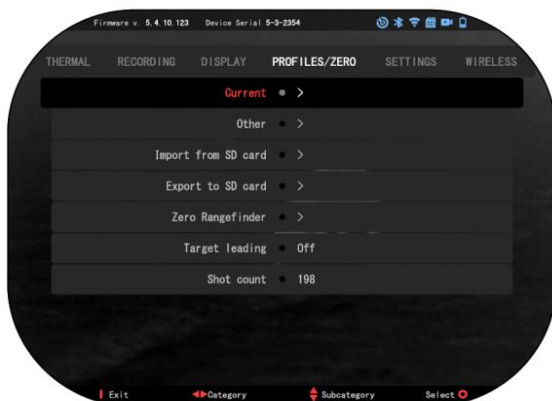 Firmware v. 5.4.10.123 Device Serial 5-3-2354
THERMAL RECORDING DISPLAY PROFILES/ZERO SETTINGS WIRELESS
Current >
Other >
Import from SD card >
Export to SD card >
Zero Rangefinder >
Target leading Off
Shot count 198
Exit Category Subcategory Select